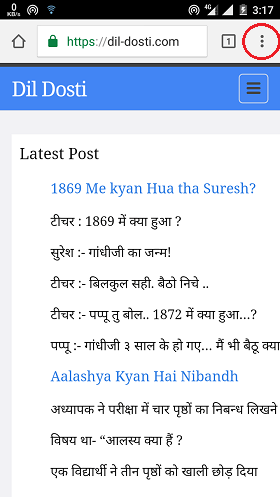 0
KB/s
4G
3:17
https://dil-dosti.com
1
Dil Dosti
Latest Post
1869 Me kyan Hua tha Suresh?
टीचर : 1869 में क्या हुआ ?
सुरेश :- गांधीजी का जन्म!
टीचर :- बिलकुल सही. बैठो निचे ..
टीचर :- पप्पू तु बोल.. 1872 में क्या हुआ...?
पप्पू :- गांधीजी ३ साल के हो गए... मैं भी बैठू क्या
Aalashya Kyan Hai Nibandh
अध्यापक ने परीक्षा में चार पृष्ठों का निबन्ध लिखने
विषय था- “आलस्य क्या हैं ?
एक विद्यार्थी ने तीन पृष्ठों को खाली छोड़ दिया